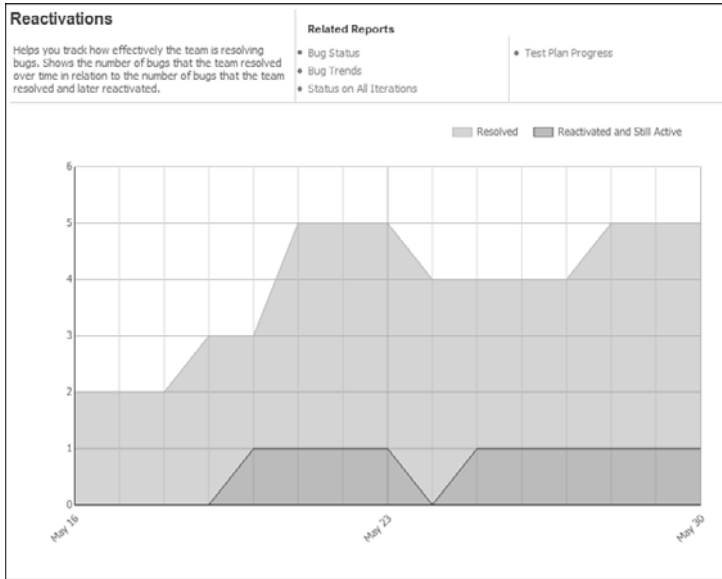 Reactivations
Helps you track how effectively the team is resolving
bugs. Shows the number of bugs that the team resolved
over time in relation to the number of bugs that the team
resolved and later reactivated.
Related Reports
Bug Status
Bug Trends
Status on All Iterations
Test Plan Progress
Resolved
Reactivated and Still Active
6
5
4
3
2
1
0
May 16
May 23
May 30